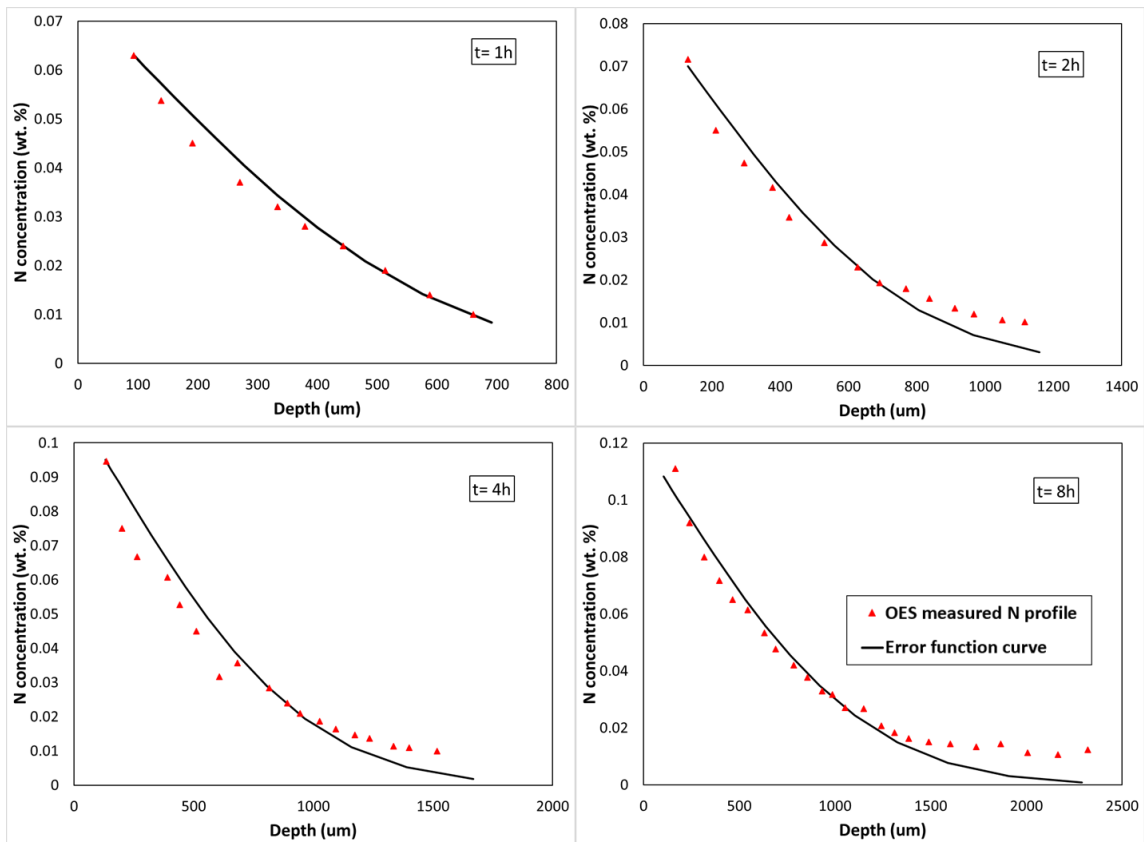 0.07
0.06
0.05
0.04
0.03
0.02
0.01
0
N concentration (wt. %)
t= 1h
0 100 200 300 400 500 600 700 800
Depth (um)
0.08
0.07
0.06
0.05
0.04
0.03
0.02
0.01
0
N concentration (wt. %)
t= 2h
0 200 400 600 800 1000 1200 1400
Depth (um)
0.1
0.09
0.08
0.07
0.06
0.05
0.04
0.03
0.02
0.01
0
N concentration (wt. %)
t= 4h
0 500 1000 1500 2000
Depth (um)
0.12
0.1
0.08
0.06
0.04
0.02
0
N concentration (wt. %)
t= 8h
OES measured N profile
Error function curve
0 500 1000 1500 2000 2500
Depth (um)